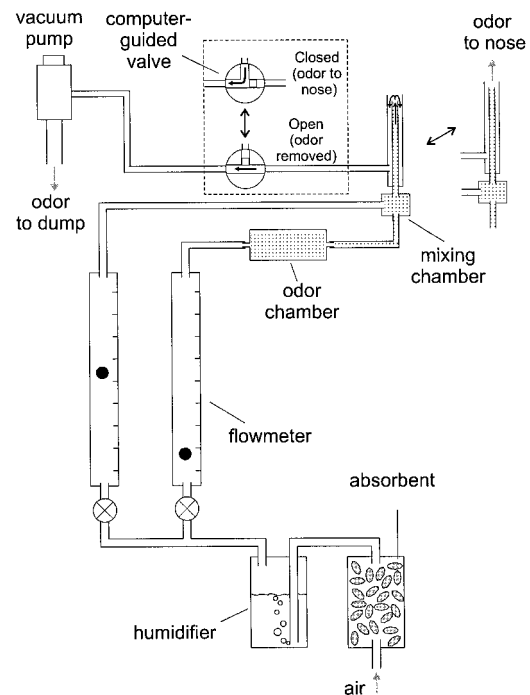 vacuum
pump
computer-
guided
valve
Closed
(odor to
nose)
Open
(odor
removed)
odor
to nose
odor
to dump
mixing
chamber
odor
chamber
flowmeter
absorbent
humidifier
air